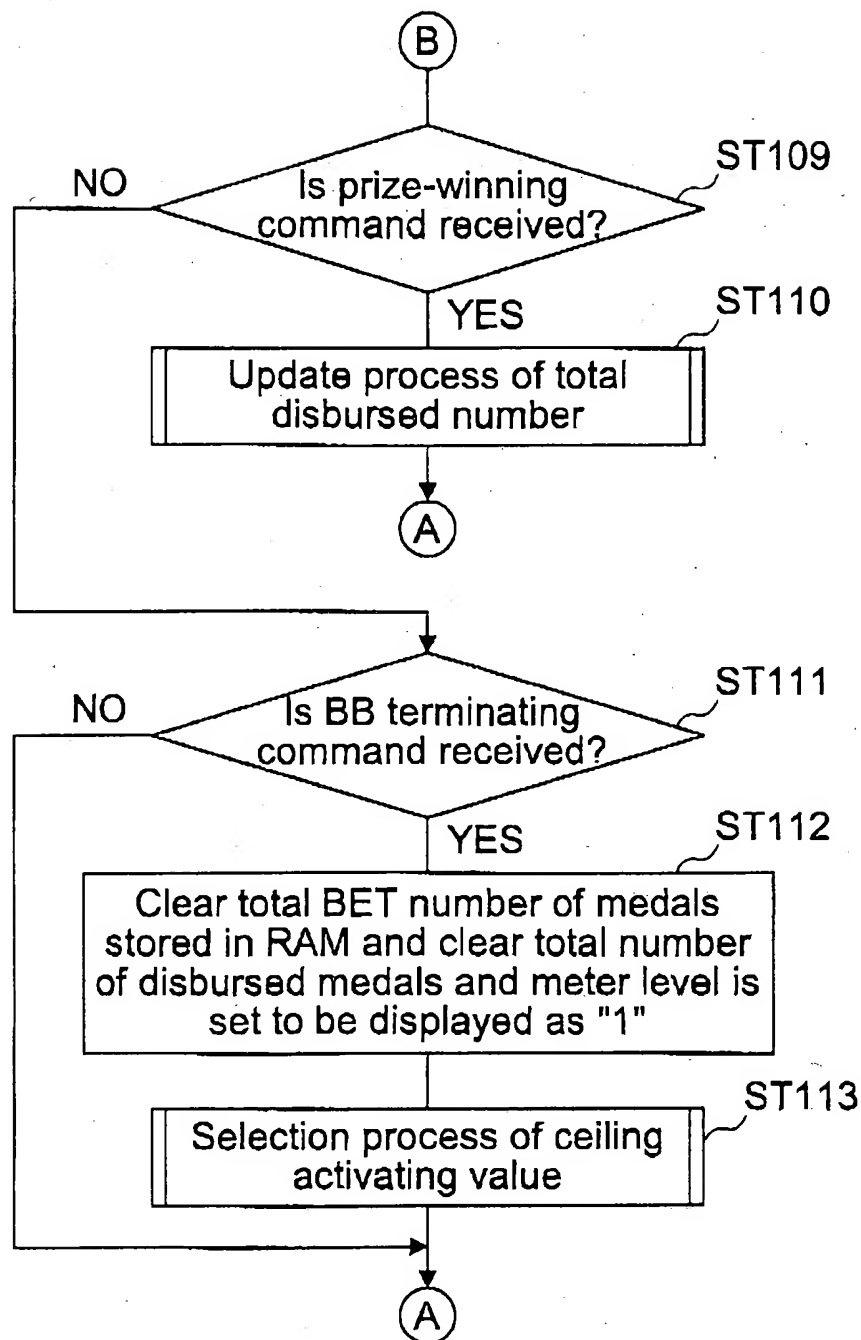 B
ST109
NO
Is prize-winning
command received?
YES
ST110
Update process of total
disbursed number
A
ST111
NO
Is BB terminating
command received?
YES
ST112
Clear total BET number of medals
stored in RAM and clear total number
of disbursed medals and meter level is
set to be displayed as "1"
ST113
Selection process of ceiling
activating value
A